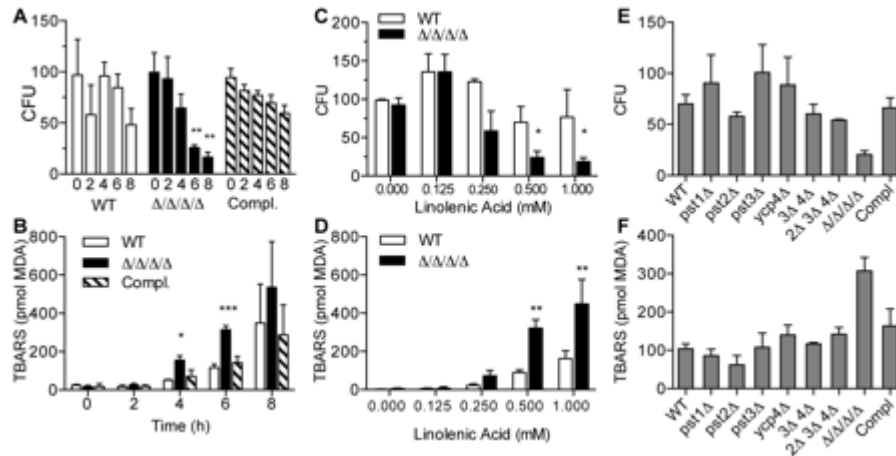 A
CFU
150
100
50
0
**
**
0 2 4 6 8 0 2 4 6 8 0 2 4 6 8
WT Δ/Δ/Δ/Δ Compl.
B
TBARS (pmol MDA)
800
600
400
200
0
WT
Δ/Δ/Δ/Δ
Compl.
*
***
0 2 4 6 8
Time (h)
C
CFU
200
150
100
50
0
WT
Δ/Δ/Δ/Δ
*
*
0.000 0.125 0.250 0.500 1.000
Linolenic Acid (mM)
D
TBARS (pmol MDA)
800
600
400
200
0
WT
Δ/Δ/Δ/Δ
**
**
0.000 0.125 0.250 0.500 1.000
Linolenic Acid (mM)
E
CFU
150
100
50
0
WT pst1Δ pst2Δ pst3Δ ycp4Δ 3Δ 4Δ 2Δ 3Δ 4Δ Δ/Δ/Δ/Δ Compl
F
TBARS (pmol MDA)
400
300
200
100
0
WT pst1Δ pst2Δ pst3Δ ycp4Δ 3Δ 4Δ 2Δ 3Δ 4Δ Δ/Δ/Δ/Δ Compl